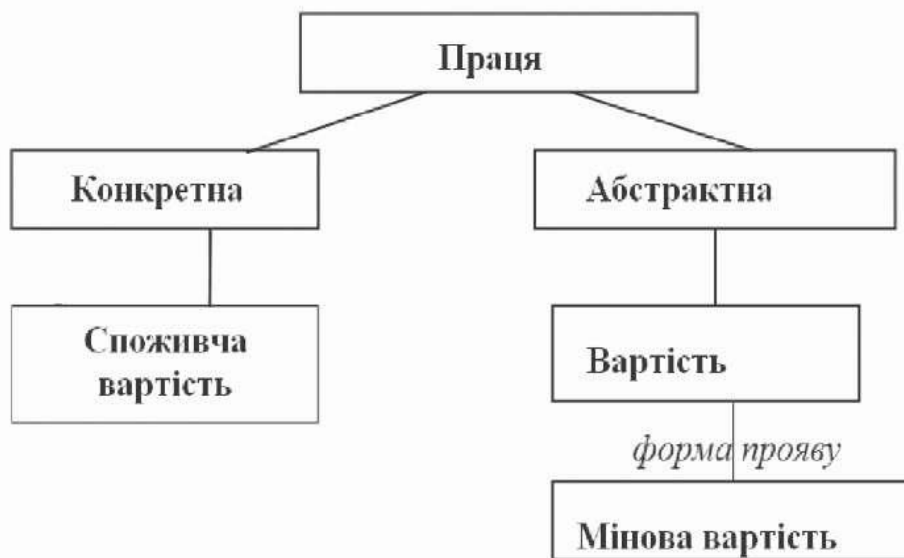 Праця
Конкретна
Абстрактна
Споживча
вартість
Вартість
форма прояву
Мінова вартість